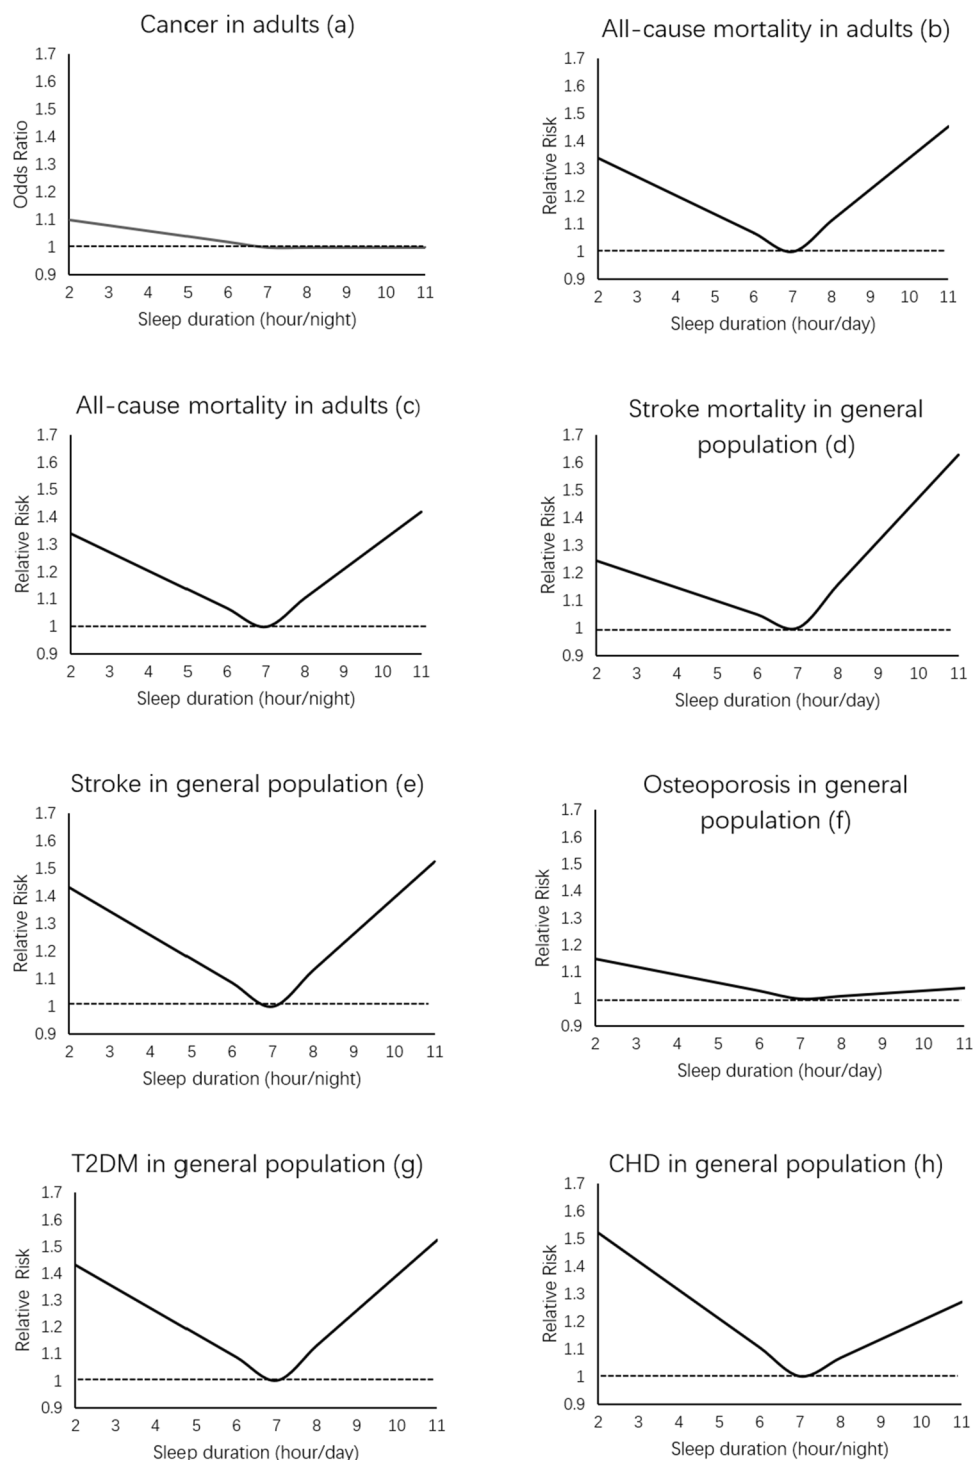 Cancer in adults (a)
1.7
1.6
1.5
1.4
1.3
1.2
1.1
1
0.9
Odds Ratio
2 3 4 5 6 7 8 9 10 11
Sleep duration (hour/night)
All-cause mortality in adults (b)
1.7
1.6
1.5
1.4
1.3
1.2
1.1
1
0.9
Relative Risk
2 3 4 5 6 7 8 9 10 11
Sleep duration (hour/day)
All-cause mortality in adults (c)
1.7
1.6
1.5
1.4
1.3
1.2
1.1
1
0.9
Relative Risk
2 3 4 5 6 7 8 9 10 11
Sleep duration (hour/night)
Stroke mortality in general
population (d)
1.7
1.6
1.5
1.4
1.3
1.2
1.1
1
0.9
Relative Risk
2 3 4 5 6 7 8 9 10 11
Sleep duration (hour/day)
Stroke in general population (e)
1.7
1.6
1.5
1.4
1.3
1.2
1.1
1
0.9
Relative Risk
2 3 4 5 6 7 8 9 10 11
Sleep duration (hour/night)
Osteoporosis in general
population (f)
1.7
1.6
1.5
1.4
1.3
1.2
1.1
1
0.9
Relative Risk
2 3 4 5 6 7 8 9 10 11
Sleep duration (hour/day)
T2DM in general population (g)
1.7
1.6
1.5
1.4
1.3
1.2
1.1
1
0.9
Relative Risk
2 3 4 5 6 7 8 9 10 11
Sleep duration (hour/day)
CHD in general population (h)
1.7
1.6
1.5
1.4
1.3
1.2
1.1
1
0.9
Relative Risk
2 3 4 5 6 7 8 9 10 11
Sleep duration (hour/night)